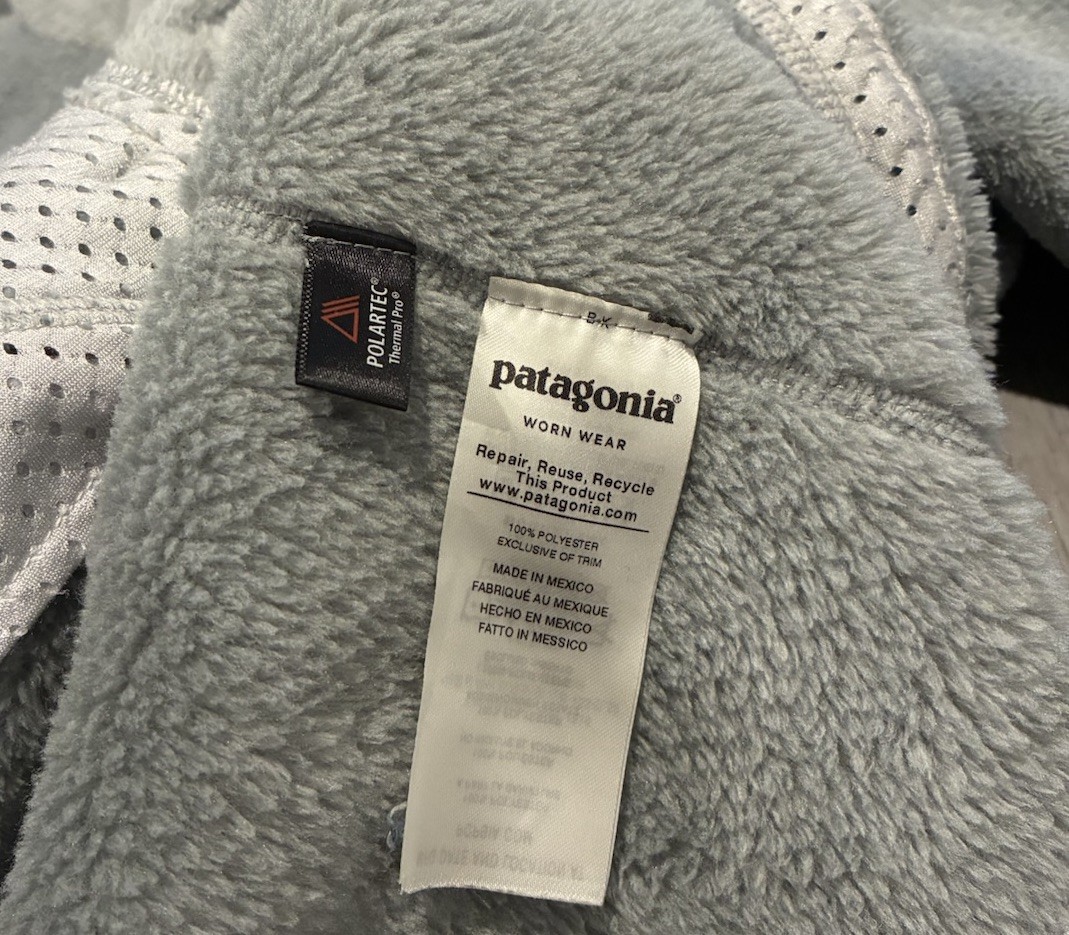 POLARTEC®
Thermal Pro®
B-K
patagonia®
WORN WEAR
Repair, Reuse, Recycle
This Product
www.patagonia.com
100% POLYESTER
EXCLUSIVE OF TRIM
MADE IN MEXICO
FABRIQUÉ AU MEXIQUE
HECHO EN MÉXICO
FATTO IN MESSICO